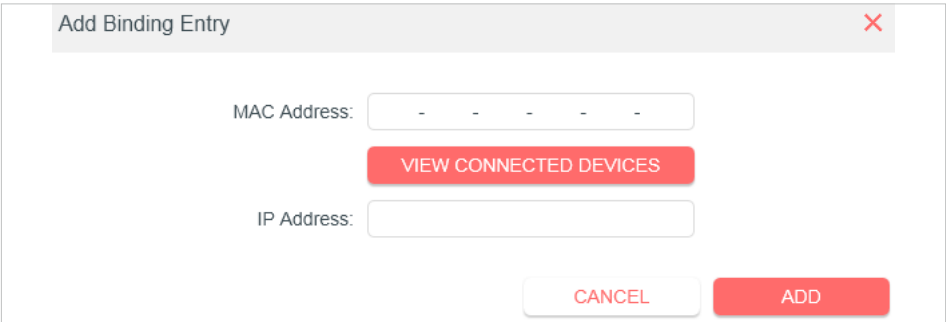 Add Binding Entry
MAC Address: - - - - -
VIEW CONNECTED DEVICES
IP Address:
CANCEL ADD